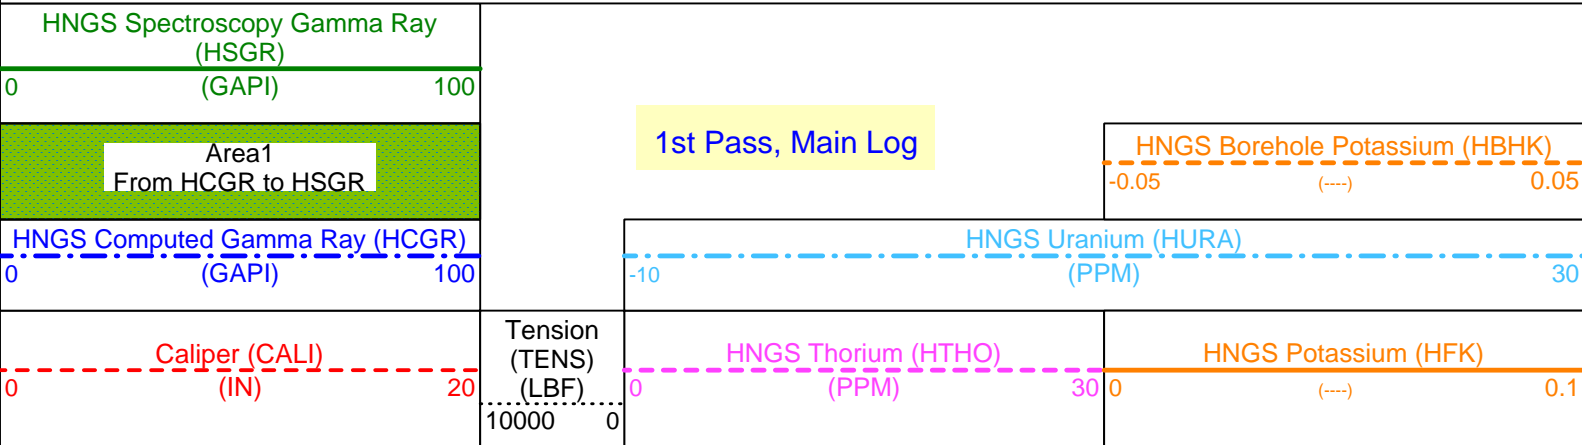 HNGS Spectroscopy Gamma Ray
(HSGR)
0 (GAPI) 100
Area1
From HCGR to HSGR
1st Pass, Main Log
HNGS Borehole Potassium (HBHK)
-0.05 (----) 0.05
HNGS Computed Gamma Ray (HCGR)
0 (GAPI) 100
HNGS Uranium (HURA)
-10 (PPM) 30
Caliper (CALI)
0 (IN) 20
Tension
(TENS)
(LBF)
10000 0
HNGS Thorium (HTHO)
0 (PPM) 30
HNGS Potassium (HFK)
0 (----) 0.1